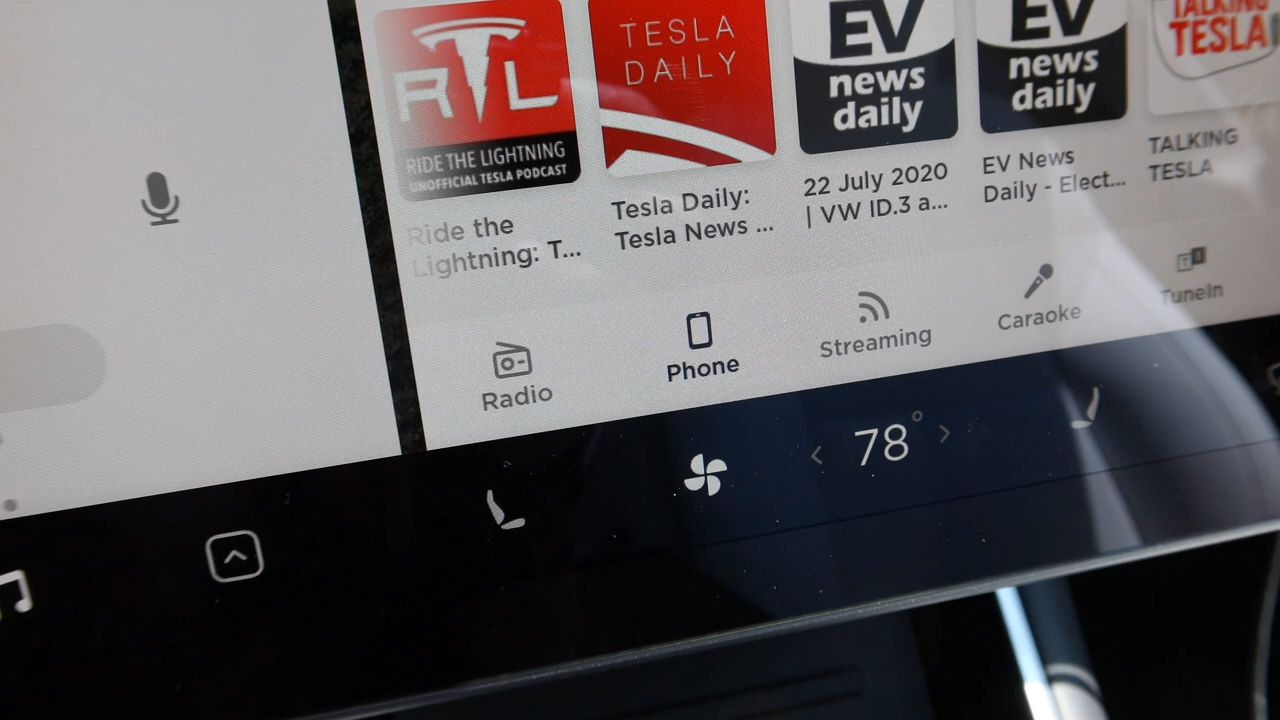 RTL
RIDE THE LIGHTNING
UNOFFICIAL TESLA PODCAST
Ride the
Lightning: T...
TESLA
DAILY
Tesla Daily:
Tesla News ...
EV
news
daily
22 July 2020
| VW ID.3 a...
EV
news
daily
EV News
Daily - Elect...
TALKING
TESLA
TALKING
TESLA
Radio
Phone
Streaming
Caraoke
TuneIn
< 78° >